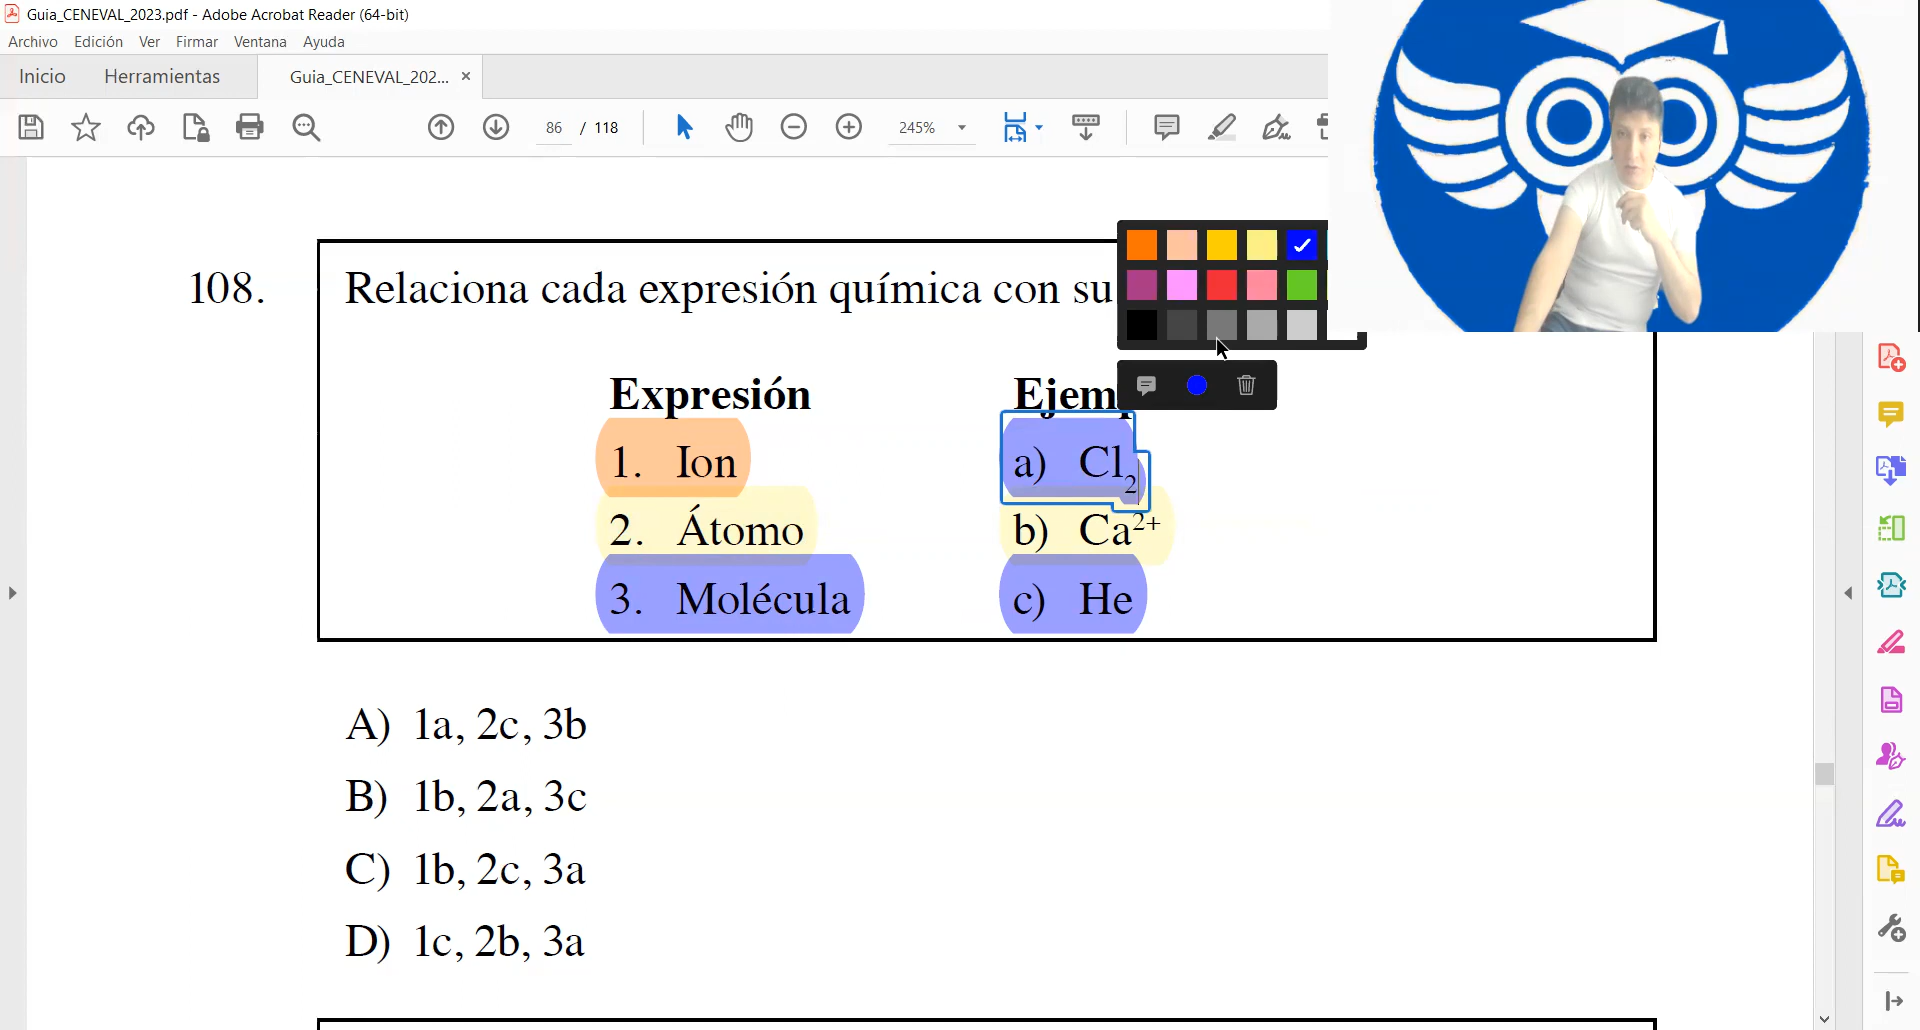 Guia_CENEVAL_2023.pdf - Adobe Acrobat Reader (64-bit)
Archivo Edición Ver Firmar Ventana Ayuda
Inicio Herramientas Guia_CENEVAL_202... ×
86 / 118 245%
108. Relaciona cada expresión química con su
Expresión Ejemp
1. Ion a) Cl₂
2. Átomo b) Ca²⁺
3. Molécula c) He
A) 1a, 2c, 3b
B) 1b, 2a, 3c
C) 1b, 2c, 3a
D) 1c, 2b, 3a